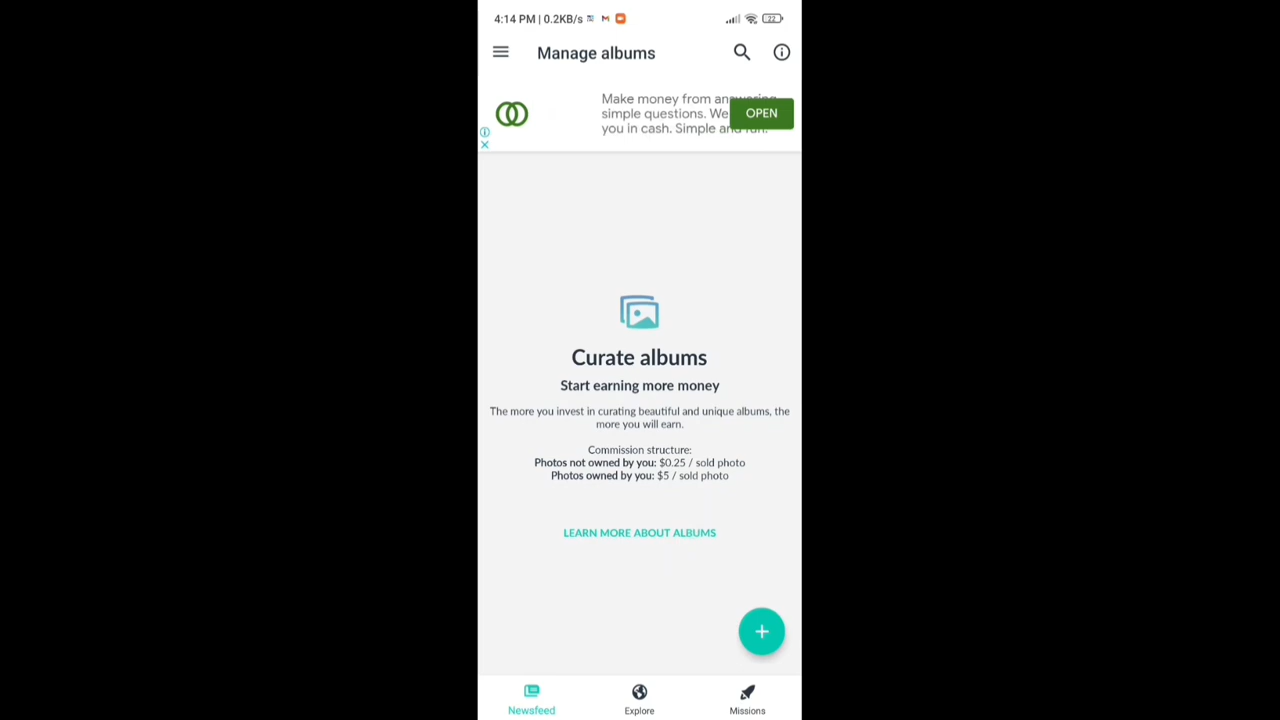 4:14 PM | 0.2KB/s
22
Manage albums
Make money from answering
simple questions. We
you in cash. Simple and fun.
OPEN
Curate albums
Start earning more money
The more you invest in curating beautiful and unique albums, the
more you will earn.
Commission structure:
Photos not owned by you: $0.25 / sold photo
Photos owned by you: $5 / sold photo
LEARN MORE ABOUT ALBUMS
Newsfeed
Explore
Missions